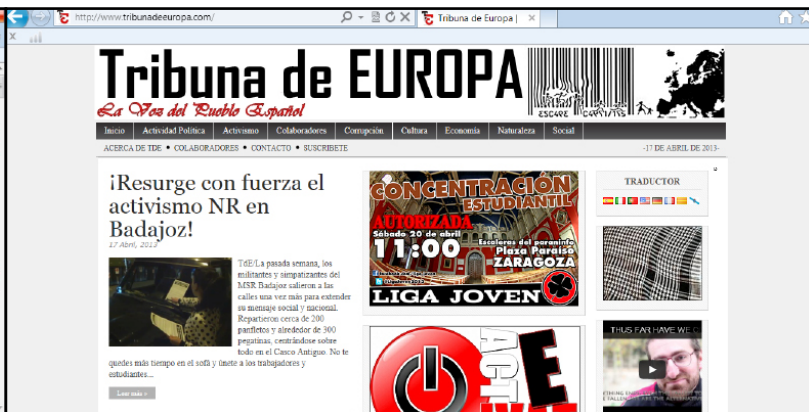 http://www.tribunadeeuropa.com/
Tribuna de Europa |
Tribuna de EUROPA
La Voz del Pueblo Español
ESCAPE CAPITALISM
Inicio Actividad Política Activismo Colaboradores Corrupción Cultura Economía Naturaleza Social
ACERCA DE TDE • COLABORADORES • CONTACTO • SUSCRIBETE
-17 DE ABRIL DE 2013-
¡Resurge con fuerza el
activismo NR en
Badajoz!
17 Abril, 2013
TdE/La pasada semana, los
militantes y simpatizantes del
MSR Badajoz salieron a las
calles una vez más para extender
su mensaje social y nacional.
Repartieron cerca de 200
panfletos y alrededor de 300
pegatinas, centrándose sobre
todo en el Casco Antiguo. No te
quedes más tiempo en el sofá y únete a los trabajadores y
estudiantes...
Leer más »
CONCENTRACIÓN
ESTUDIANTIL
AUTORIZADA
Sábado 20 de abril
11:00
Escaleras del paraninfo
Plaza Paraíso
ZARAGOZA
LIGA JOVEN
ACT
E
TRADUCTOR
THUS FAR HAVE WE